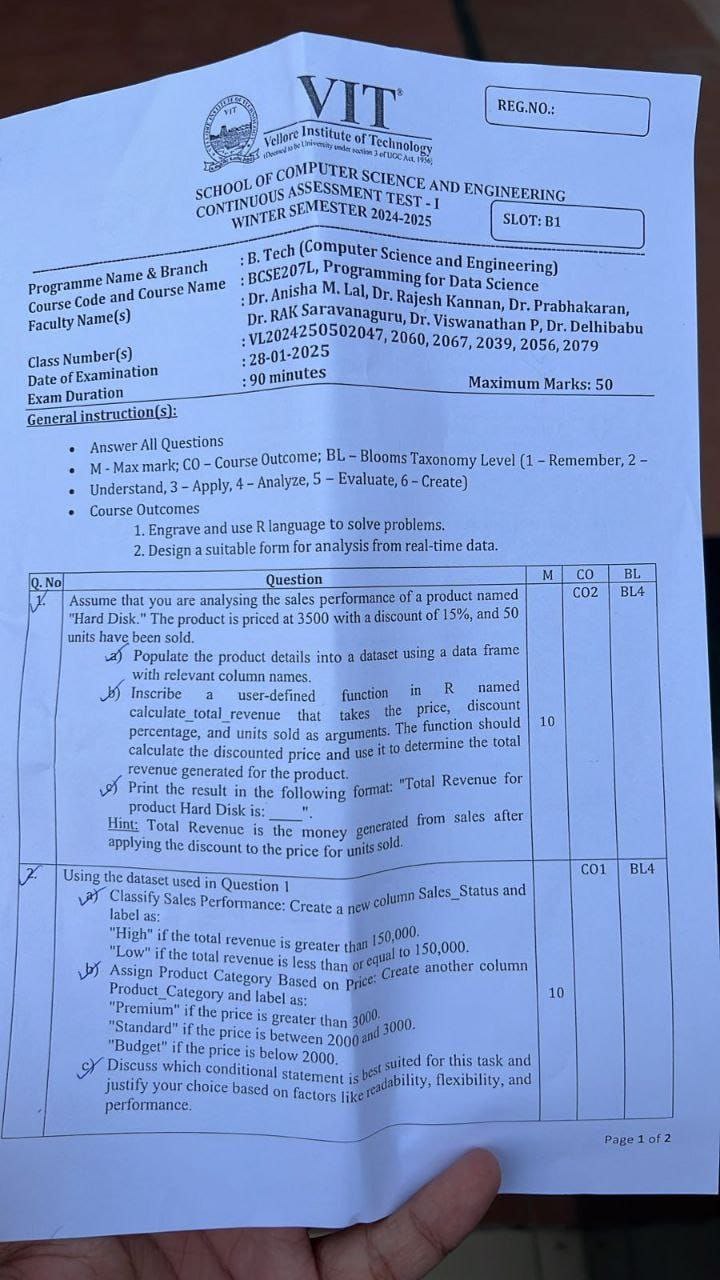 VIT
VIT®
Vellore Institute of Technology
(Deemed to be University under section 3 of UGC Act, 1956)
REG.NO.:
SCHOOL OF COMPUTER SCIENCE AND ENGINEERING
CONTINUOUS ASSESSMENT TEST - I
WINTER SEMESTER 2024-2025
SLOT: B1
Programme Name & Branch : B. Tech (Computer Science and Engineering)
Course Code and Course Name : BCSE207L, Programming for Data Science
Faculty Name(s) : Dr. Anisha M. Lal, Dr. Rajesh Kannan, Dr. Prabhakaran,
Dr. RAK Saravanaguru, Dr. Viswanathan P, Dr. Delhibabu
Class Number(s) : VL2024250502047, 2060, 2067, 2039, 2056, 2079
Date of Examination : 28-01-2025
Exam Duration : 90 minutes Maximum Marks: 50
General instruction(s):
• Answer All Questions
• M - Max mark; CO – Course Outcome; BL – Blooms Taxonomy Level (1 – Remember, 2 –
• Understand, 3 – Apply, 4 – Analyze, 5 – Evaluate, 6 – Create)
• Course Outcomes
1. Engrave and use R language to solve problems.
2. Design a suitable form for analysis from real-time data.
Q. No Question M CO BL
1. Assume that you are analysing the sales performance of a product named CO2 BL4
"Hard Disk." The product is priced at 3500 with a discount of 15%, and 50
units have been sold.
a) Populate the product details into a dataset using a data frame
with relevant column names.
b) Inscribe a user-defined function in R named
calculate_total_revenue that takes the price, discount
percentage, and units sold as arguments. The function should 10
calculate the discounted price and use it to determine the total
revenue generated for the product.
c) Print the result in the following format: "Total Revenue for
product Hard Disk is: ____ ".
Hint: Total Revenue is the money generated from sales after
applying the discount to the price for units sold.
2. Using the dataset used in Question 1 CO1 BL4
a) Classify Sales Performance: Create a new column Sales_Status and
label as:
"High" if the total revenue is greater than 150,000.
"Low" if the total revenue is less than or equal to 150,000.
b) Assign Product Category Based on Price: Create another column
Product_Category and label as: 10
"Premium" if the price is greater than 3000.
"Standard" if the price is between 2000 and 3000.
"Budget" if the price is below 2000.
c) Discuss which conditional statement is best suited for this task and
justify your choice based on factors like readability, flexibility, and
performance.
Page 1 of 2